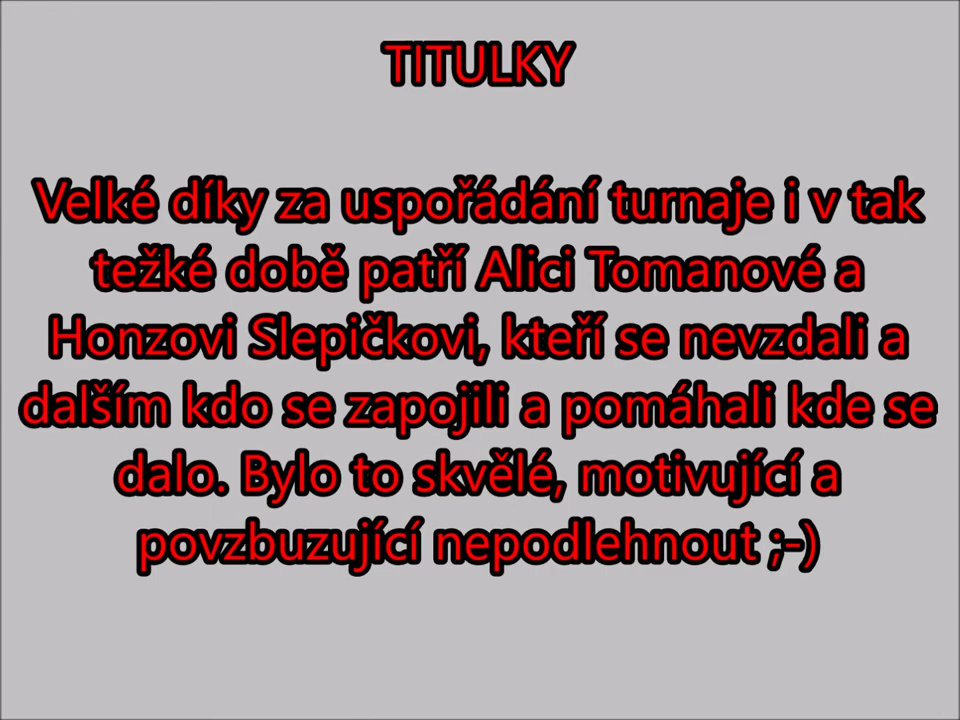 TITULKY
Velké díky za uspořádání turnaje i v tak
težké době patří Alici Tomanové a
Honzovi Slepičkovi, kteří se nevzdali a
dalším kdo se zapojili a pomáhali kde se
dalo. Bylo to skvělé, motivující a
povzbuzující nepodlehnout ;-)